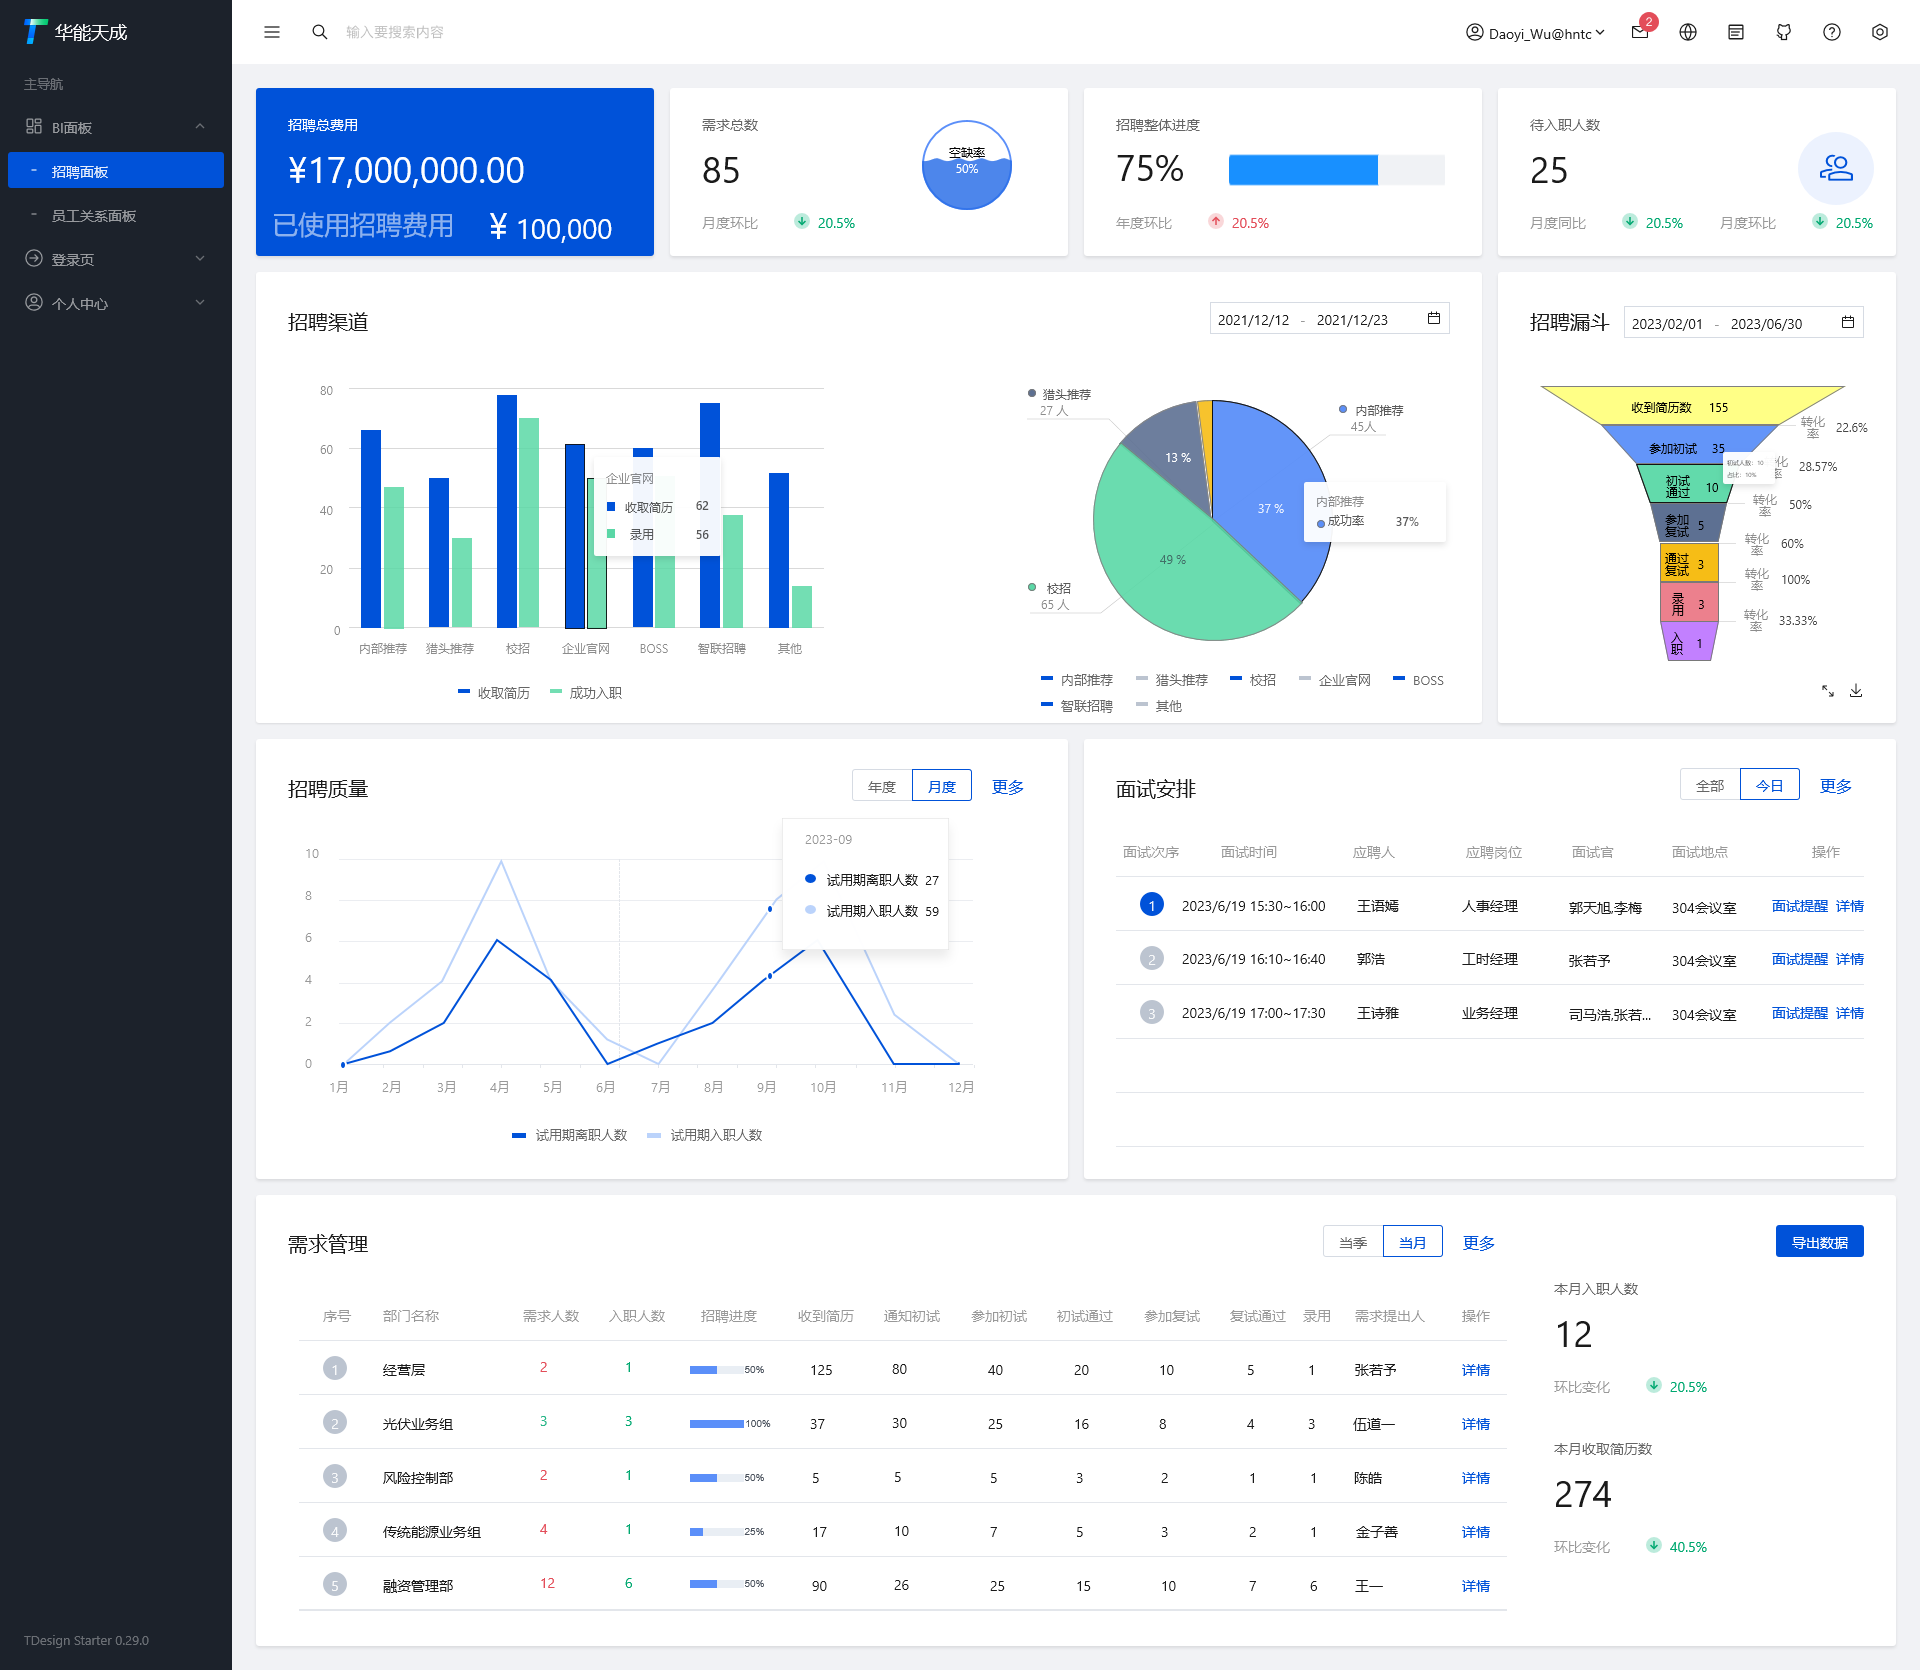 华能天成
输入要搜索内容
Daoyi_Wu@hntc
2
主导航
BI面板
招聘面板
员工关系面板
登录页
个人中心
TDesign Starter 0.29.0
招聘总费用
¥17,000,000.00
已使用招聘费用 ¥ 100,000
需求总数
85
月度环比 20.5%
空缺率
50%
招聘整体进度
75%
年度环比 20.5%
待入职人数
25
月度同比 20.5% 月度环比 20.5%
招聘渠道
2021/12/12 - 2021/12/23
80
60
40
20
0
企业官网
收取简历 62
录用 56
内部推荐 猎头推荐 校招 企业官网 BOSS 智联招聘 其他
收取简历 成功入职
猎头推荐
27 人
内部推荐
45人
13 %
37 %
49 %
内部推荐
成功率 37%
校招
65 人
内部推荐 猎头推荐 校招 企业官网 BOSS
智联招聘 其他
招聘漏斗
2023/02/01 - 2023/06/30
收到简历数 155
转化率 22.6%
参加初试 35
初试人数：10
占比：10%
化率 28.57%
初试通过 10
转化率 50%
参加复试 5
转化率 60%
通过复试 3
转化率 100%
录用 3
转化率 33.33%
入职 1
招聘质量
年度 月度 更多
10
8
6
4
2
0
2023-09
试用期离职人数 27
试用期入职人数 59
1月 2月 3月 4月 5月 6月 7月 8月 9月 10月 11月 12月
试用期离职人数 试用期入职人数
面试安排
全部 今日 更多
面试次序 面试时间 应聘人 应聘岗位 面试官 面试地点 操作
1 2023/6/19 15:30~16:00 王语嫣 人事经理 郭天旭,李梅 304会议室 面试提醒 详情
2 2023/6/19 16:10~16:40 郭浩 工时经理 张若予 304会议室 面试提醒 详情
3 2023/6/19 17:00~17:30 王诗雅 业务经理 司马浩,张若... 304会议室 面试提醒 详情
需求管理
当季 当月 更多
导出数据
序号 部门名称 需求人数 入职人数 招聘进度 收到简历 通知初试 参加初试 初试通过 参加复试 复试通过 录用 需求提出人 操作
1 经营层 2 1 50% 125 80 40 20 10 5 1 张若予 详情
2 光伏业务组 3 3 100% 37 30 25 16 8 4 3 伍道一 详情
3 风险控制部 2 1 50% 5 5 5 3 2 1 1 陈皓 详情
4 传统能源业务组 4 1 25% 17 10 7 5 3 2 1 金子善 详情
5 融资管理部 12 6 50% 90 26 25 15 10 7 6 王一 详情
本月入职人数
12
环比变化 20.5%
本月收取简历数
274
环比变化 40.5%